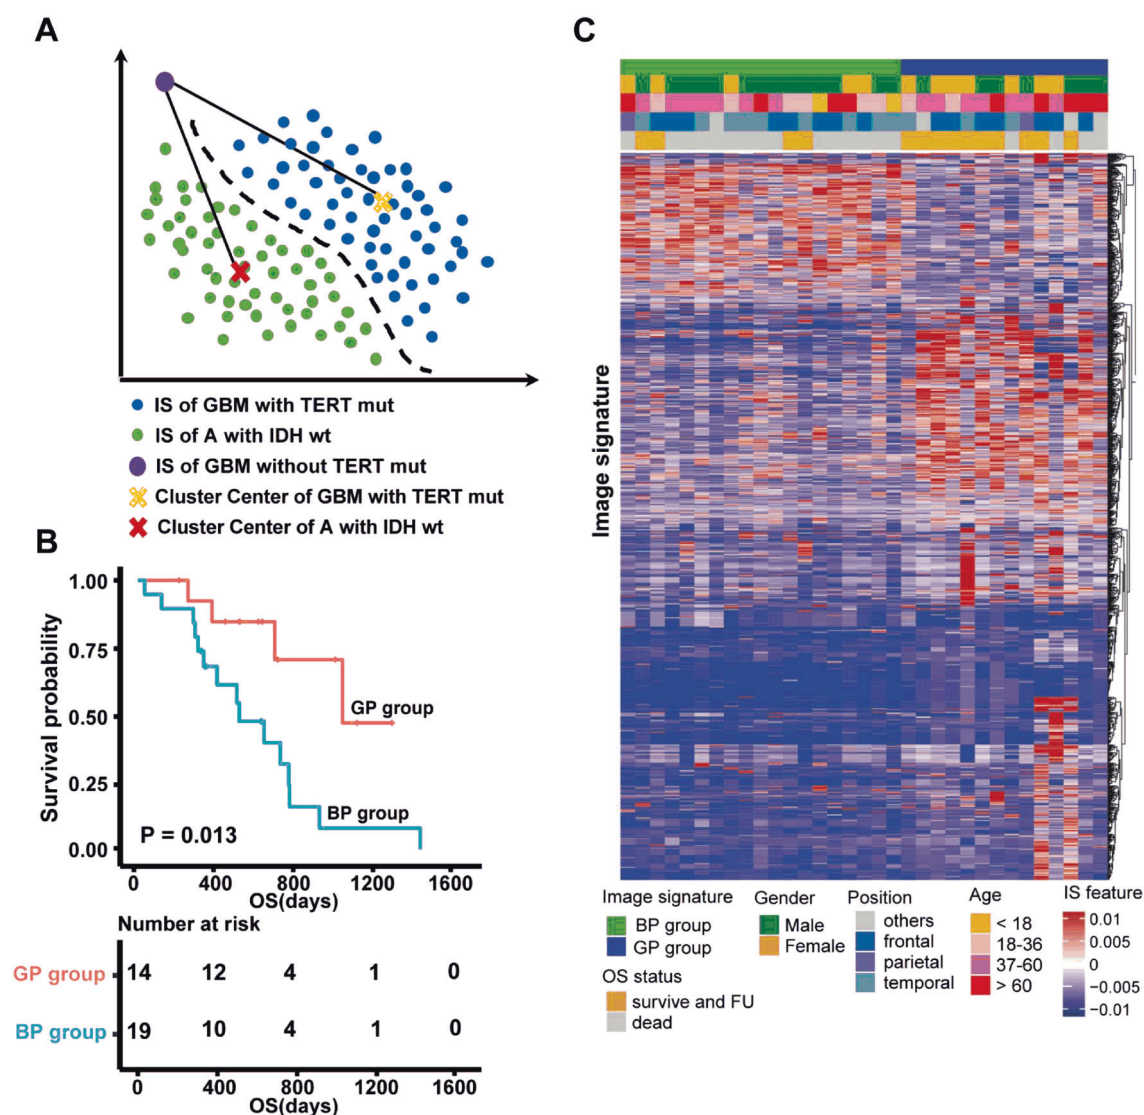 A
IS of GBM with TERT mut
IS of A with IDH wt
IS of GBM without TERT mut
Cluster Center of GBM with TERT mut
Cluster Center of A with IDH wt
B
Survival probability
1.00
0.75
0.50
0.25
0.00
GP group
BP group
P = 0.013
0 400 800 1200 1600
OS(days)
Number at risk
GP group 14 12 4 1 0
BP group 19 10 4 1 0
0 400 800 1200 1600
OS(days)
C
Image signature
Image signature
BP group
GP group
OS status
survive and FU
dead
Gender
Male
Female
Position
others
frontal
parietal
temporal
Age
< 18
18-36
37-60
> 60
IS feature
0.01
0.005
0
−0.005
−0.01